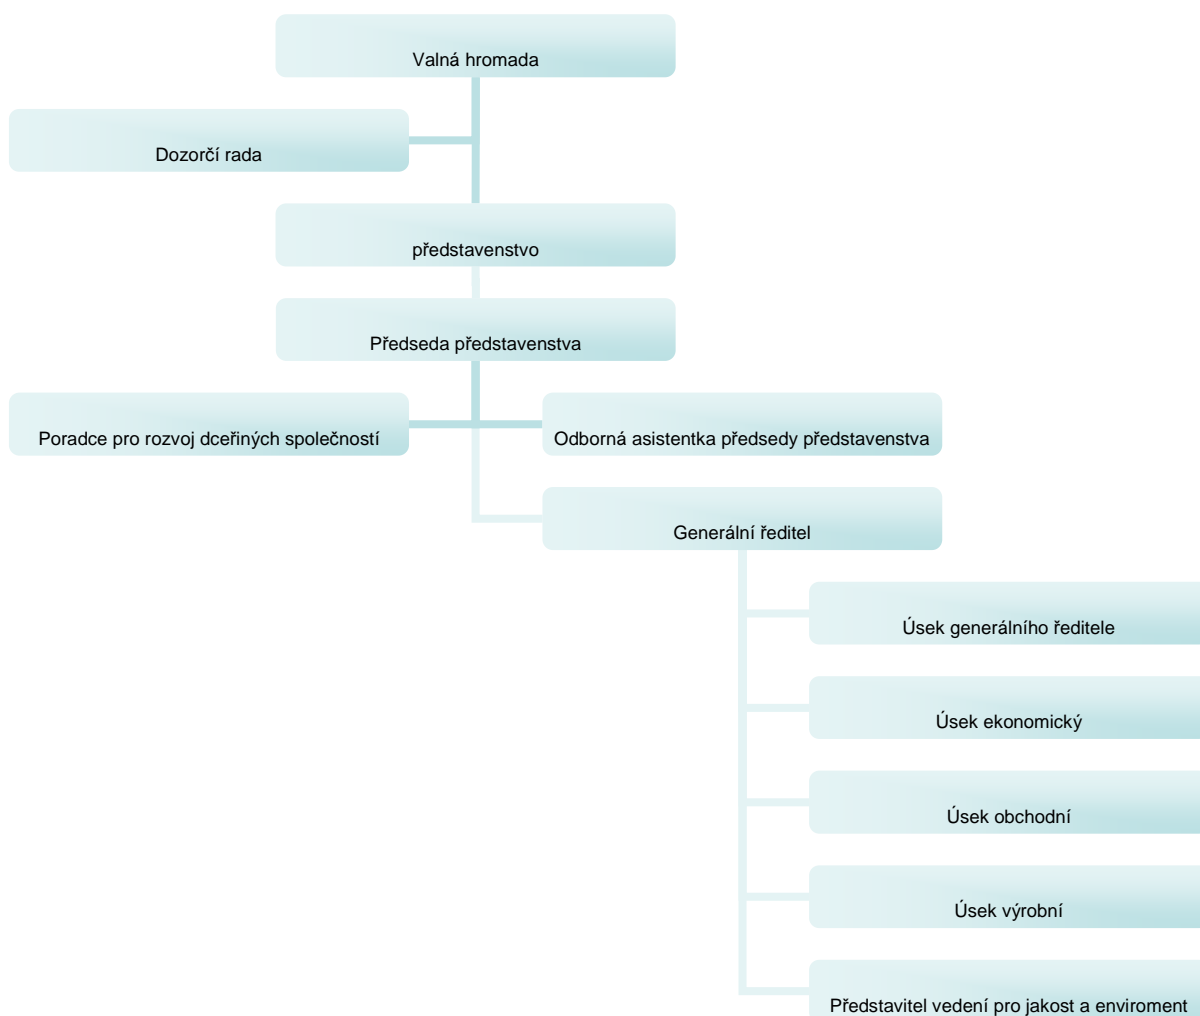 Valná hromada
Dozorčí rada
představenstvo
Předseda představenstva
Poradce pro rozvoj dceřiných společností
Odborná asistentka předsedy představenstva
Generální ředitel
Úsek generálního ředitele
Úsek ekonomický
Úsek obchodní
Úsek výrobní
Představitel vedení pro jakost a enviroment